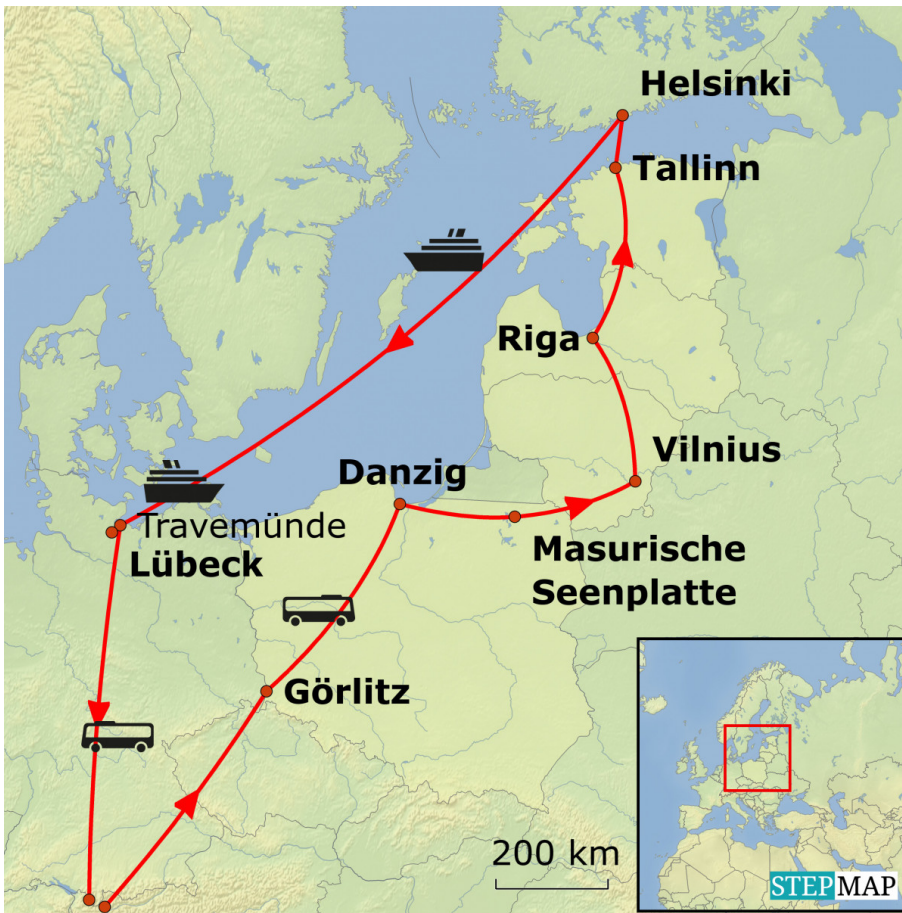 Helsinki
Tallinn
Riga
Vilnius
Danzig
Travemünde
Lübeck
Masurische
Seenplatte
Görlitz
200 km
STEPMAP